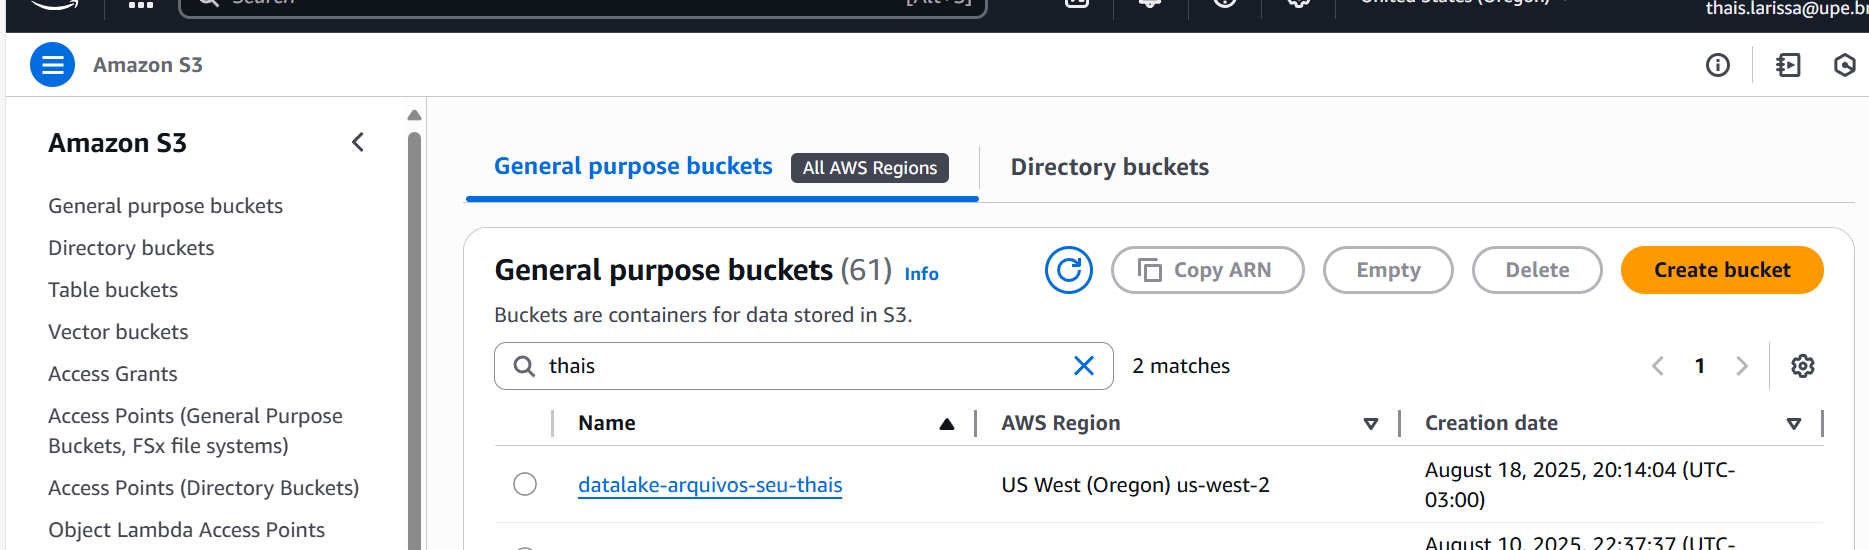 Search
[Alt+S]
United States (Oregon)
thais.larissa@upe.br
Amazon S3
Amazon S3
General purpose buckets
Directory buckets
Table buckets
Vector buckets
Access Grants
Access Points (General Purpose
Buckets, FSx file systems)
Access Points (Directory Buckets)
Object Lambda Access Points
General purpose buckets All AWS Regions
Directory buckets
General purpose buckets (61) Info
Copy ARN
Empty
Delete
Create bucket
Buckets are containers for data stored in S3.
thais
2 matches
1
Name
AWS Region
Creation date
datalake-arquivos-seu-thais
US West (Oregon) us-west-2
August 18, 2025, 20:14:04 (UTC-
03:00)
August 10, 2025, 22:37:37 (UTC-